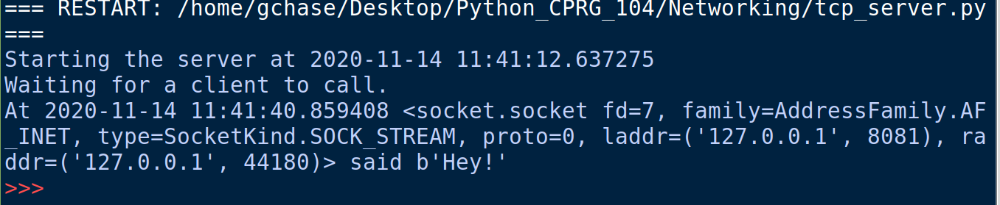 === RESTART: /home/gchase/Desktop/Python_CPRG_104/Networking/tcp_server.py
===
Starting the server at 2020-11-14 11:41:12.637275
Waiting for a client to call.
At 2020-11-14 11:41:40.859408 <socket.socket fd=7, family=AddressFamily.AF
_INET, type=SocketKind.SOCK_STREAM, proto=0, laddr=('127.0.0.1', 8081), ra
ddr=('127.0.0.1', 44180)> said b'Hey!'
>>>